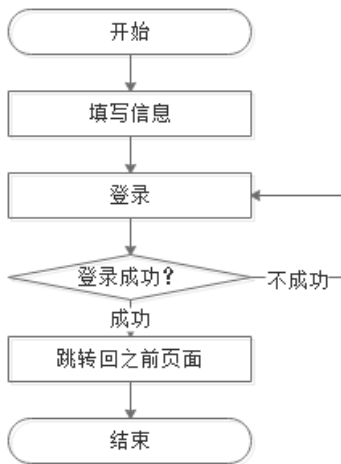 开始
填写信息
登录
登录成功？
不成功
成功
跳转回之前页面
结束